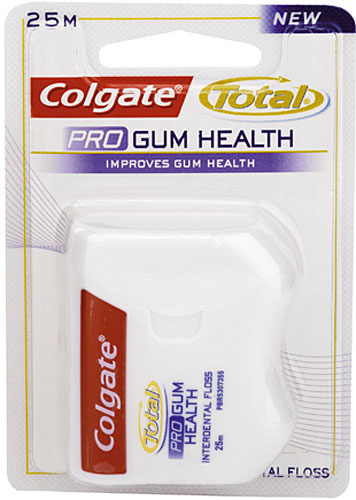 25M NEW
Colgate® Total®
PRO GUM HEALTH
IMPROVES GUM HEALTH
Colgate®
Total®
PRO GUM
HEALTH
INTERDENTAL FLOSS
25m
TAL FLOSS